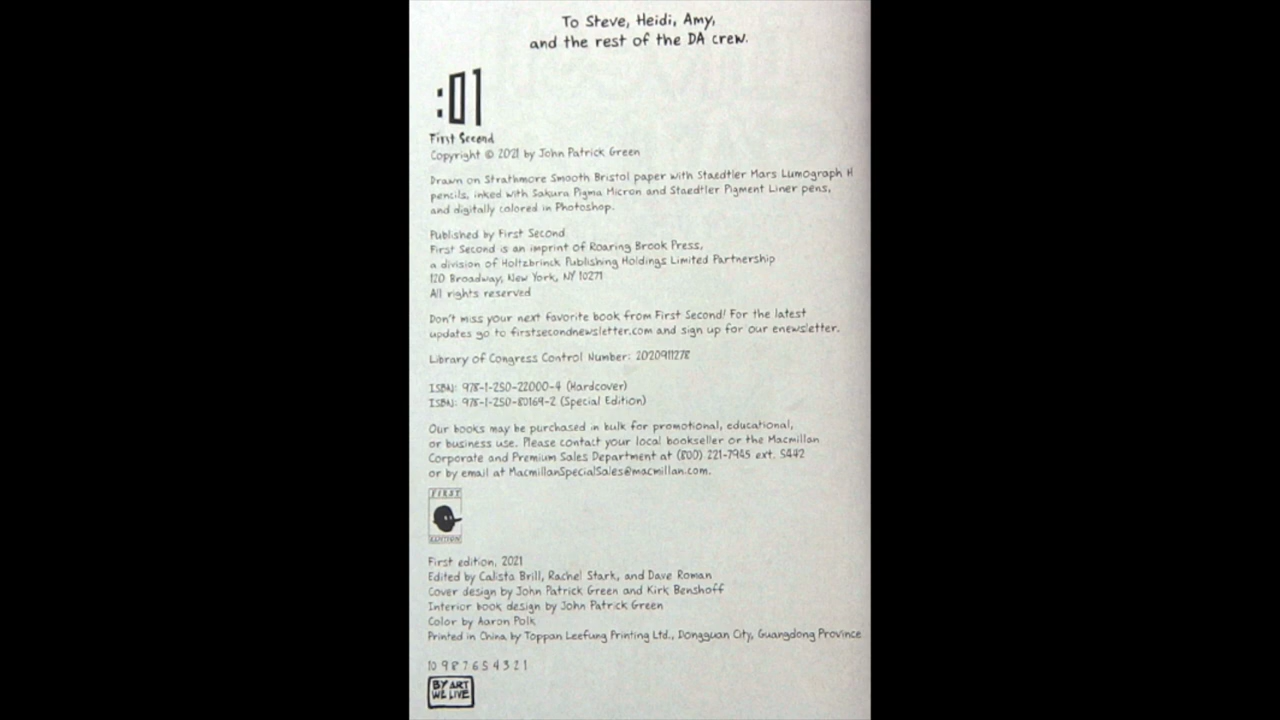 To Steve, Heidi, Amy,
and the rest of the DA crew.
:01
First Second
Copyright © 2021 by John Patrick Green
Drawn on Strathmore Smooth Bristol paper with Staedtler Mars Lumograph H
pencils, inked with Sakura Pigma Micron and Staedtler Pigment Liner pens,
and digitally colored in Photoshop.
Published by First Second
First Second is an imprint of Roaring Brook Press,
a division of Holtzbrinck Publishing Holdings Limited Partnership
120 Broadway, New York, NY 10271
All rights reserved
Don't miss your next favorite book from First Second! For the latest
updates go to firstsecondnewsletter.com and sign up for our enewsletter.
Library of Congress Control Number: 2020911278
ISBN: 978-1-250-22000-4 (Hardcover)
ISBN: 978-1-250-80169-2 (Special Edition)
Our books may be purchased in bulk for promotional, educational,
or business use. Please contact your local bookseller or the Macmillan
Corporate and Premium Sales Department at (800) 221-7945 ext. 5442
or by email at MacmillanSpecialSales@macmillan.com.
FIRST
EDITION
First edition, 2021
Edited by Calista Brill, Rachel Stark, and Dave Roman
Cover design by John Patrick Green and Kirk Benshoff
Interior book design by John Patrick Green
Color by Aaron Polk
Printed in China by Toppan Leefung Printing Ltd., Dongguan City, Guangdong Province
10 9 8 7 6 5 4 3 2 1
BY ART
WE LIVE